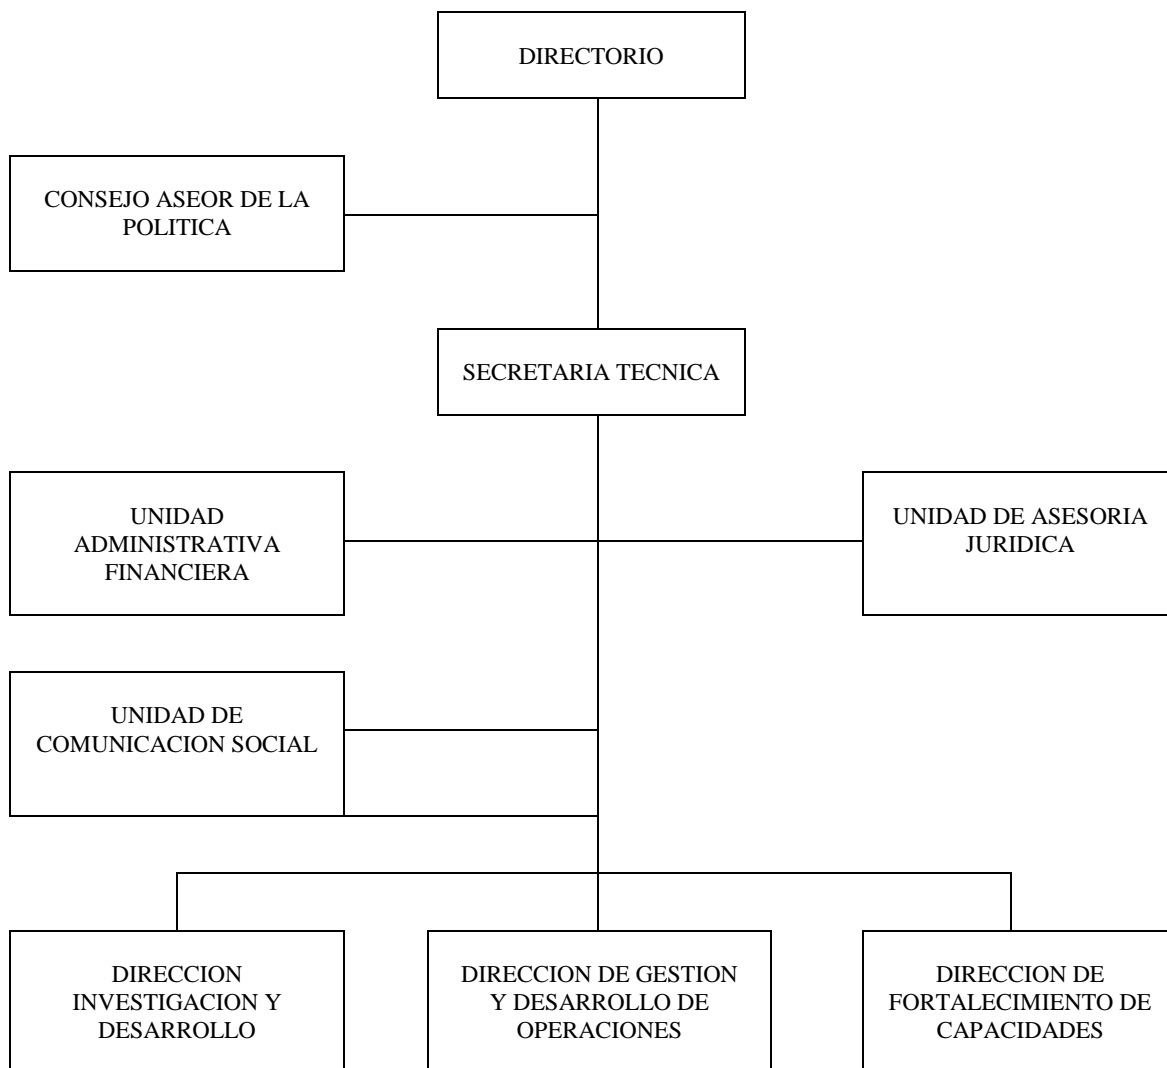 DIRECTORIO
CONSEJO ASEOR DE LA
POLITICA
SECRETARIA TECNICA
UNIDAD
ADMINISTRATIVA
FINANCIERA
UNIDAD DE ASESORIA
JURIDICA
UNIDAD DE
COMUNICACION SOCIAL
DIRECCION
INVESTIGACION Y
DESARROLLO
DIRECCION DE GESTION
Y DESARROLLO DE
OPERACIONES
DIRECCION DE
FORTALECIMIENTO DE
CAPACIDADES